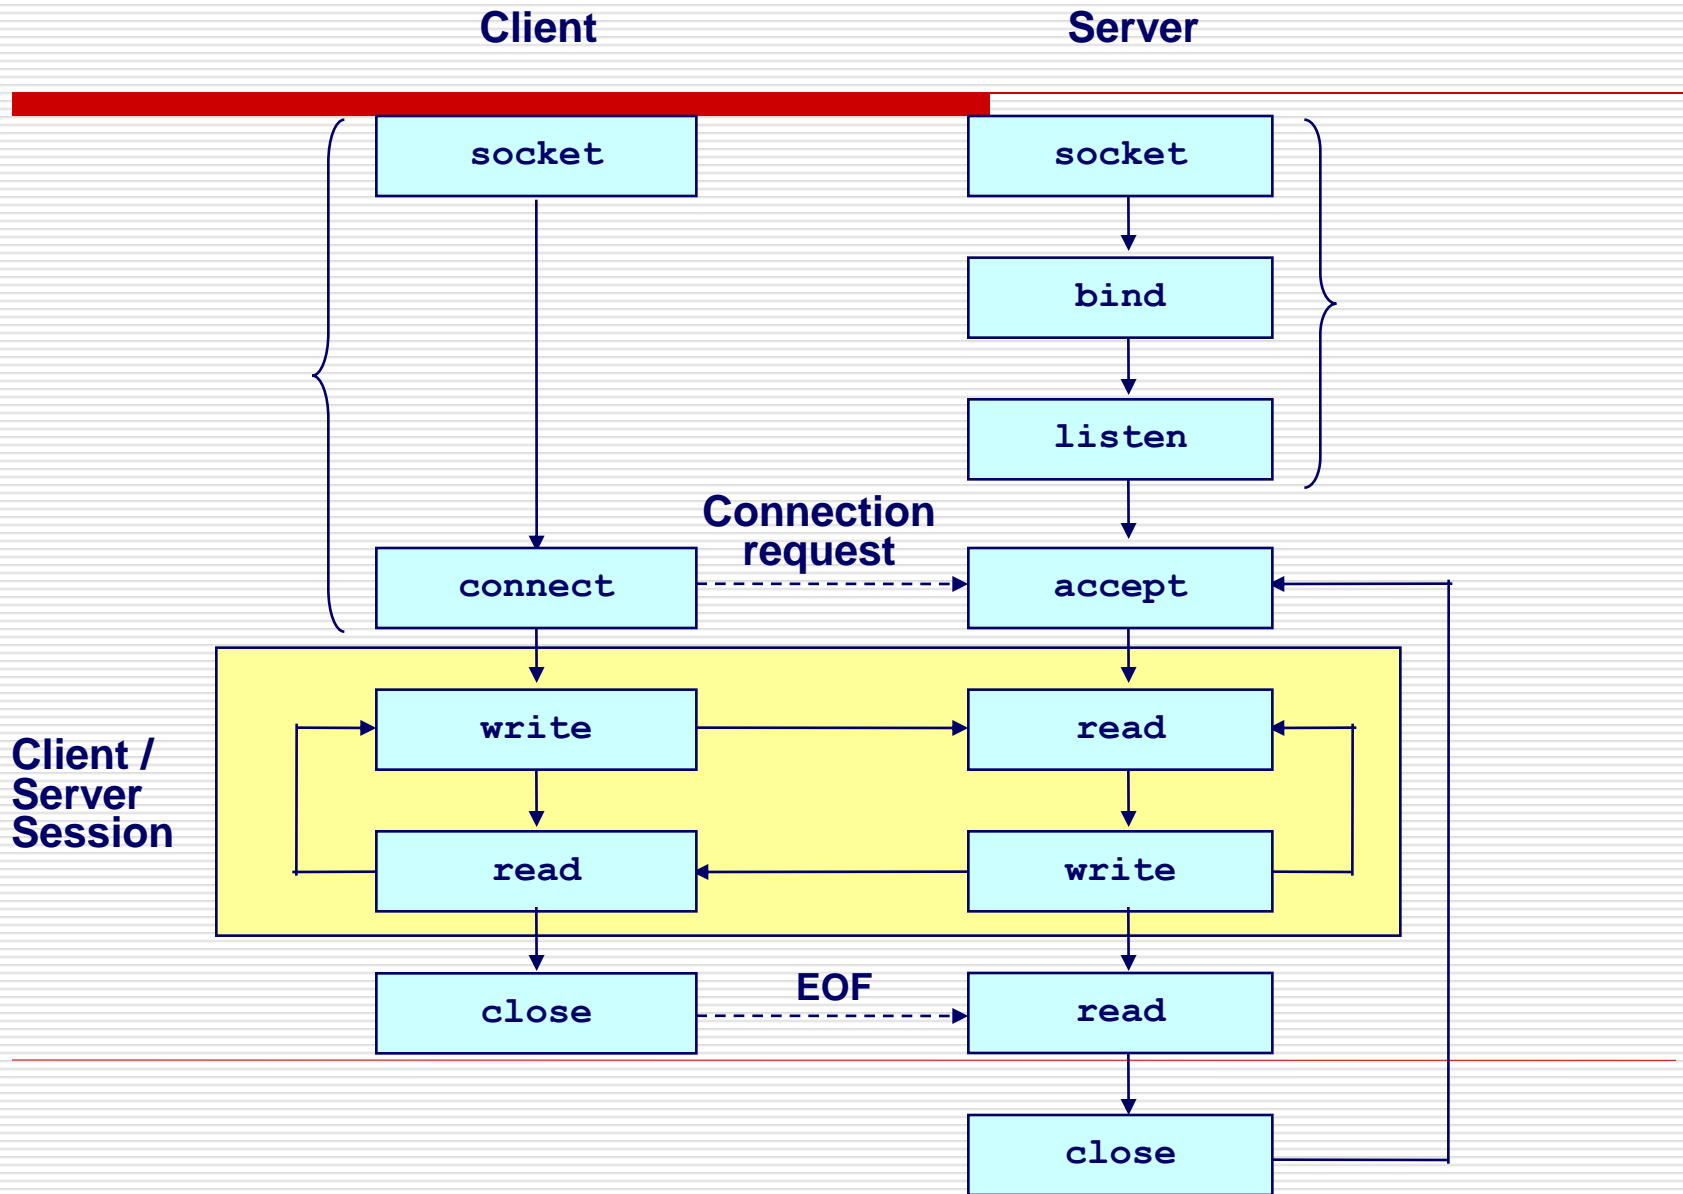 Client
Server
socket
socket
bind
listen
Connection
request
connect
accept
Client /
Server
Session
write
read
read
write
EOF
close
read
close